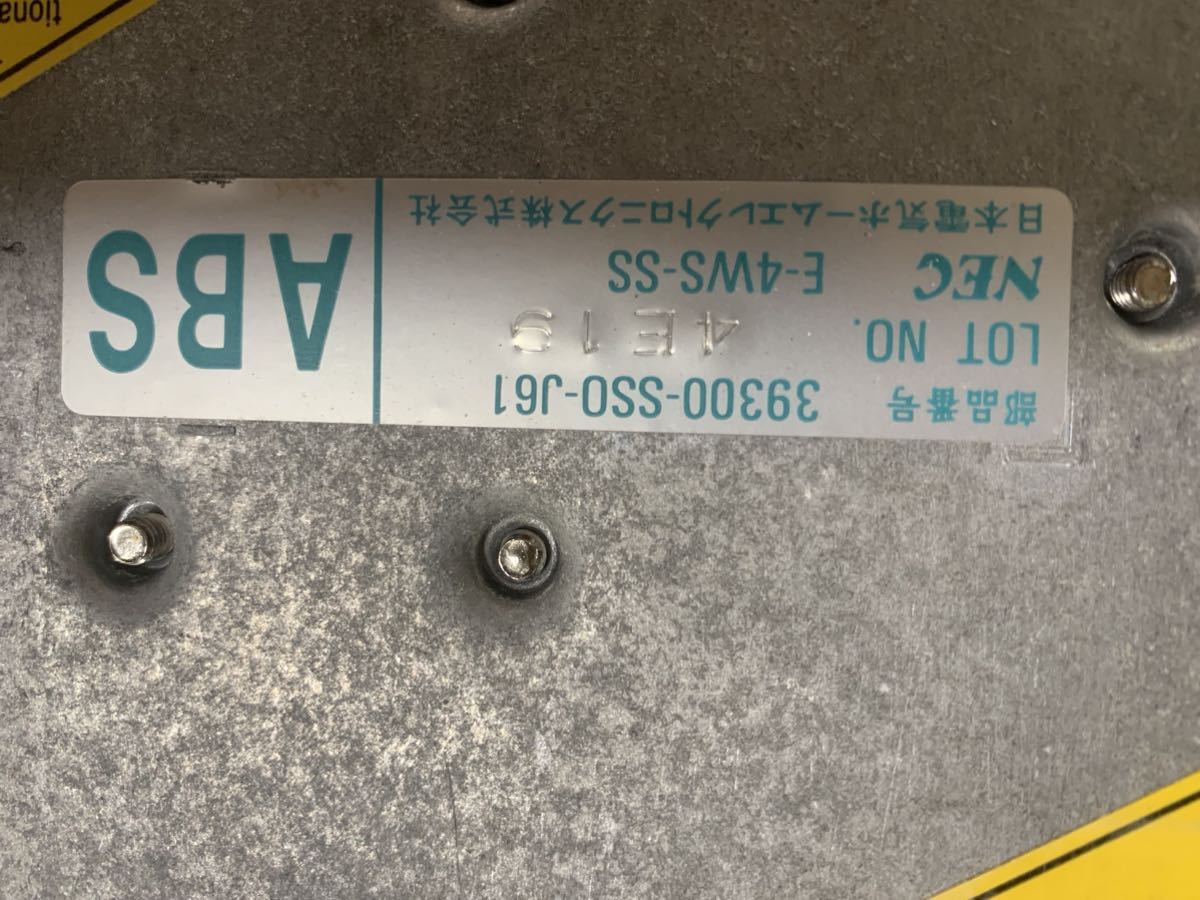 部品番号 39300-SS0-J61
LOT NO. 4E19
NEC E-4WS-SS
日本電気ホームエレクトロニクス株式会社
ABS
tiona